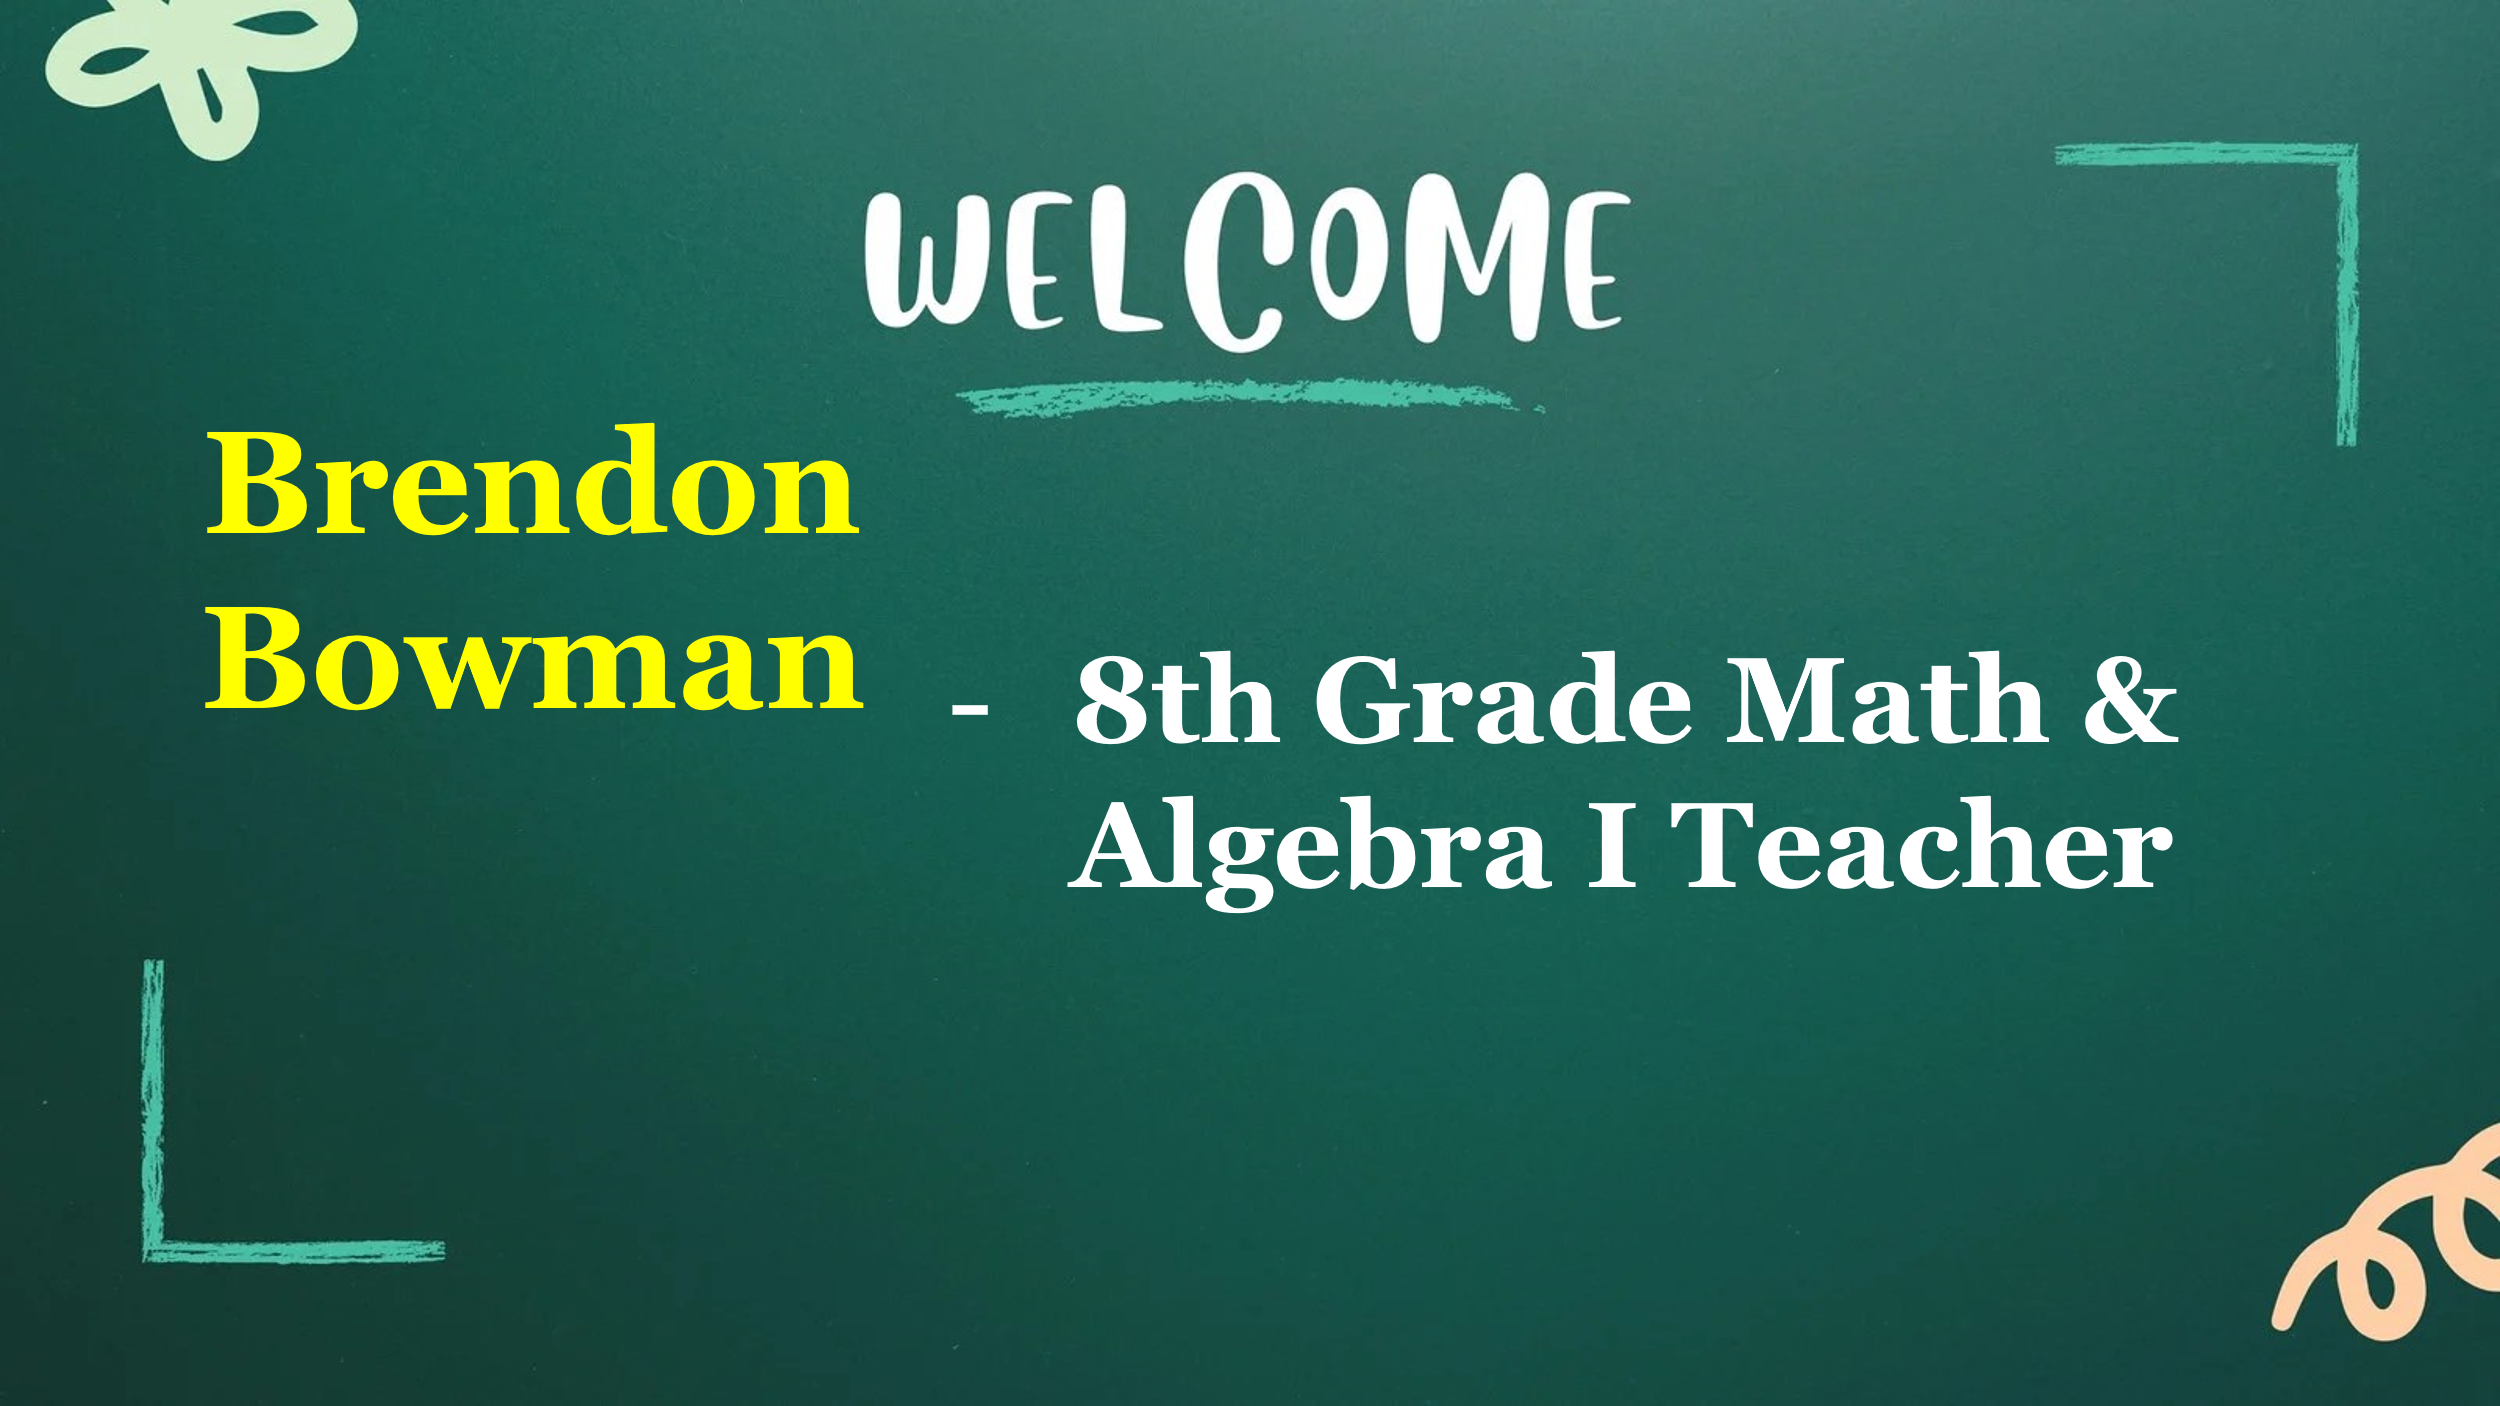 WELCOME
Brendon
Bowman
- 8th Grade Math &
Algebra I Teacher